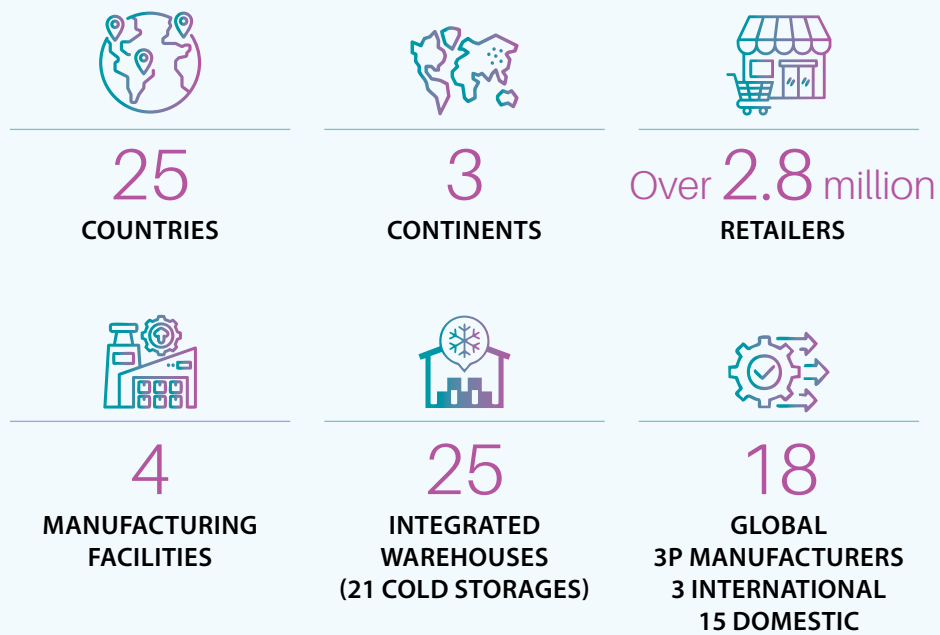 25
COUNTRIES
3
CONTINENTS
Over 2.8 million
RETAILERS
4
MANUFACTURING
FACILITIES
25
INTEGRATED
WAREHOUSES
(21 COLD STORAGES)
18
GLOBAL
3P MANUFACTURERS
3 INTERNATIONAL
15 DOMESTIC